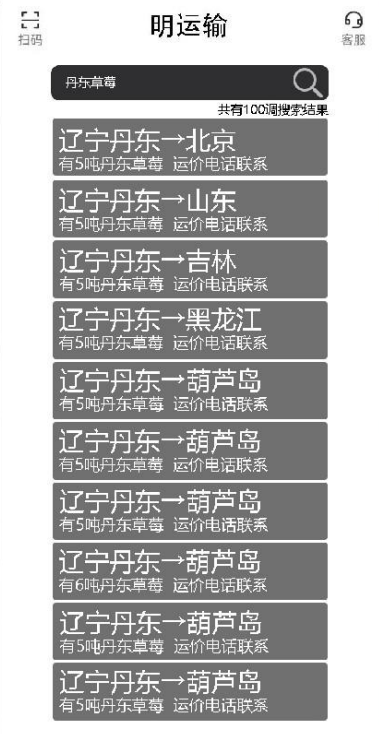 扫码
明运输
客服
丹东草莓
共有100调搜索结果
辽宁丹东→北京
有5吨丹东草莓 运价电话联系
辽宁丹东→山东
有5吨丹东草莓 运价电话联系
辽宁丹东→吉林
有5吨丹东草莓 运价电话联系
辽宁丹东→黑龙江
有5吨丹东草莓 运价电话联系
辽宁丹东→葫芦岛
有5吨丹东草莓 运价电话联系
辽宁丹东→葫芦岛
有5吨丹东草莓 运价电话联系
辽宁丹东→葫芦岛
有5吨丹东草莓 运价电话联系
辽宁丹东→葫芦岛
有6吨丹东草莓 运价电话联系
辽宁丹东→葫芦岛
有5吨丹东草莓 运价电话联系
辽宁丹东→葫芦岛
有5吨丹东草莓 运价电话联系